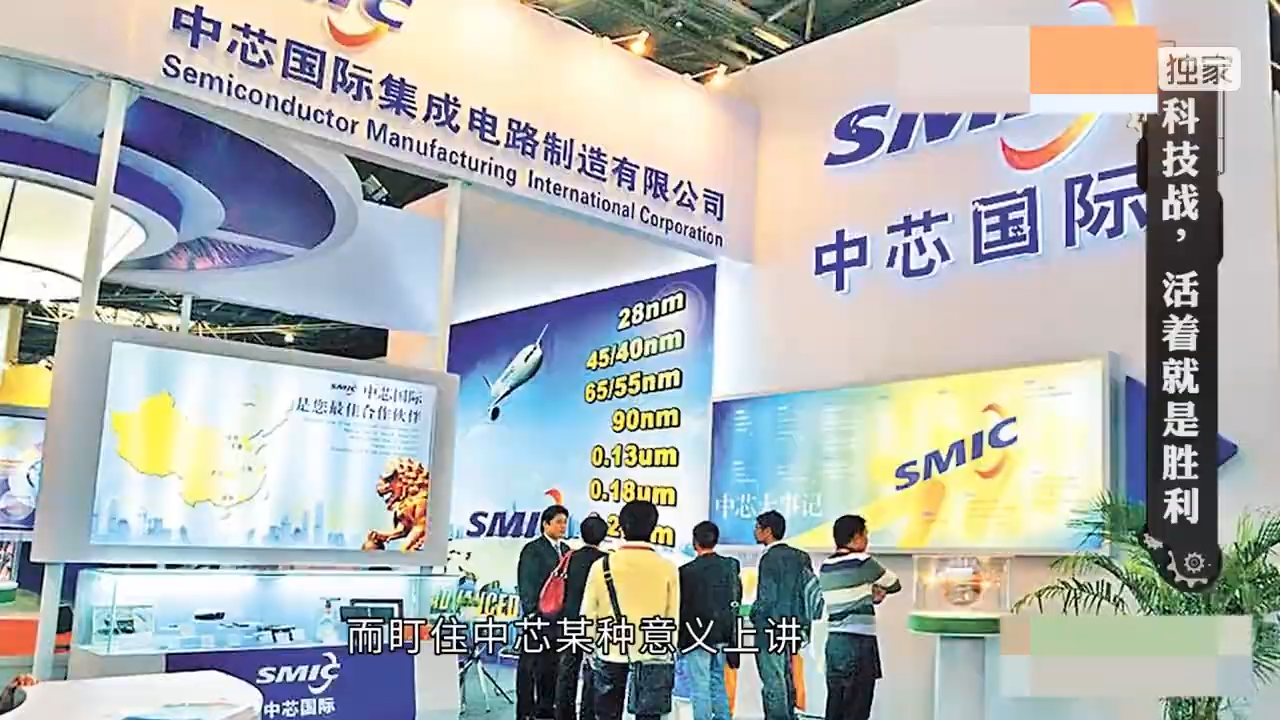 SMIC
中芯国际集成电路制造有限公司
Semiconductor Manufacturing International Corporation
SMIC
中芯国际
独家
科技战，活着就是胜利
28nm
45/40nm
65/55nm
90nm
0.13um
0.18um
SMIC
SMIC 中芯国际
是您最佳合作伙伴
SMIC
中芯大事记
ADVANCED
SMIC
中芯国际
而盯住中芯某种意义上讲